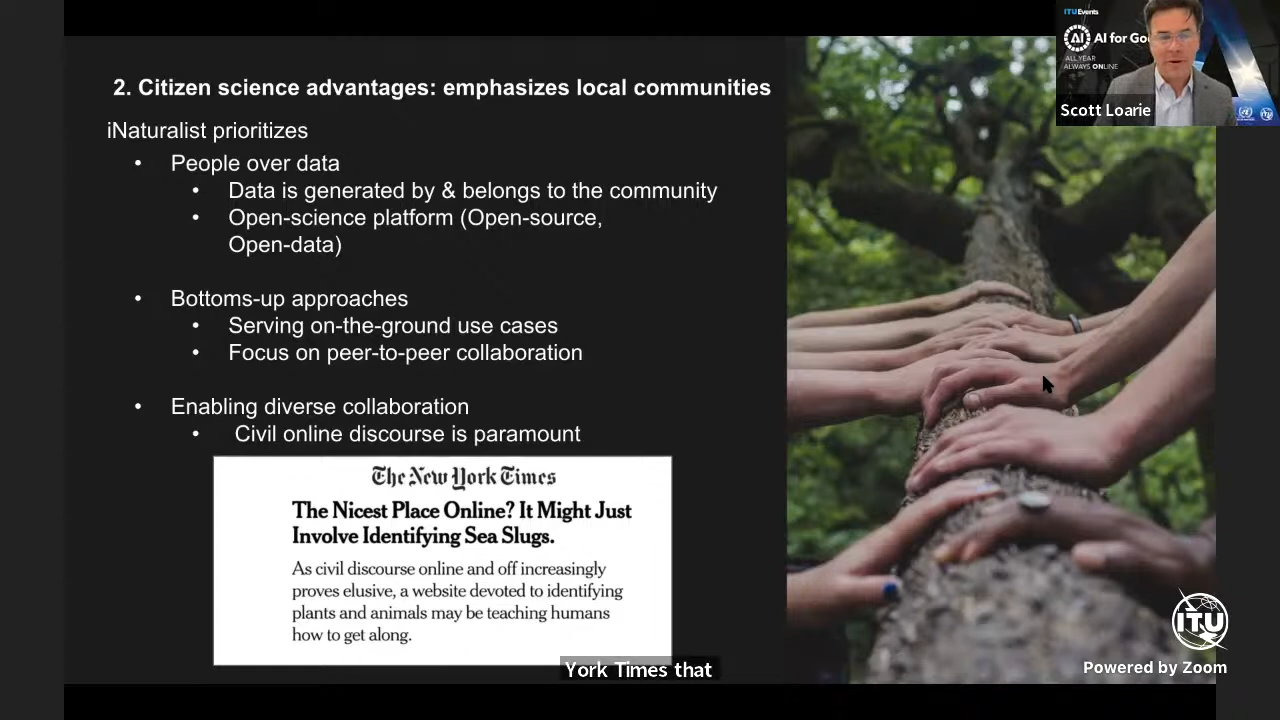 2. Citizen science advantages: emphasizes local communities
iNaturalist prioritizes
• People over data
• Data is generated by & belongs to the community
• Open-science platform (Open-source,
Open-data)
• Bottoms-up approaches
• Serving on-the-ground use cases
• Focus on peer-to-peer collaboration
• Enabling diverse collaboration
• Civil online discourse is paramount
The New York Times
The Nicest Place Online? It Might Just
Involve Identifying Sea Slugs.
As civil discourse online and off increasingly
proves elusive, a website devoted to identifying
plants and animals may be teaching humans
how to get along.
York Times that
ITUEvents
AI
AI for Go
ALL YEAR
ALWAYS ONLINE
Scott Loarie
ITU
Powered by Zoom